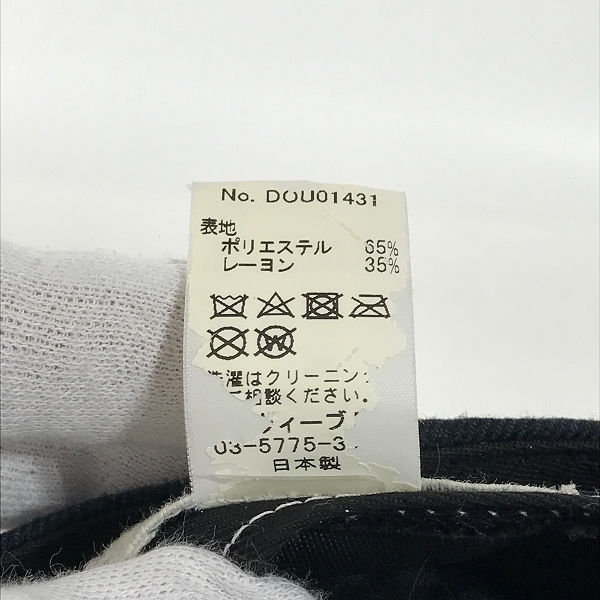 No. DOU01431
表地
ポリエステル 65%
レーヨン 35%
洗濯はクリーニン
相談ください。
ティーブ
03-5775-3
日本製